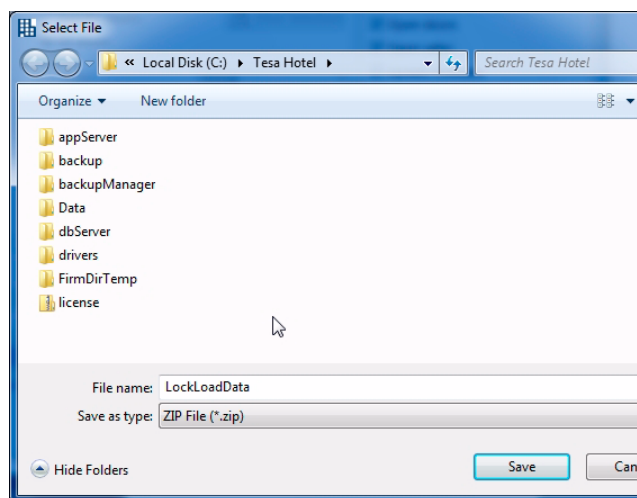 Select File
« Local Disk (C:) Tesa Hotel Search Tesa Hotel
Organize New folder
appServer
backup
backupManager
Data
dbServer
drivers
FirmDirTemp
license
File name: LockLoadData
Save as type: ZIP File (*.zip)
Hide Folders Save Can